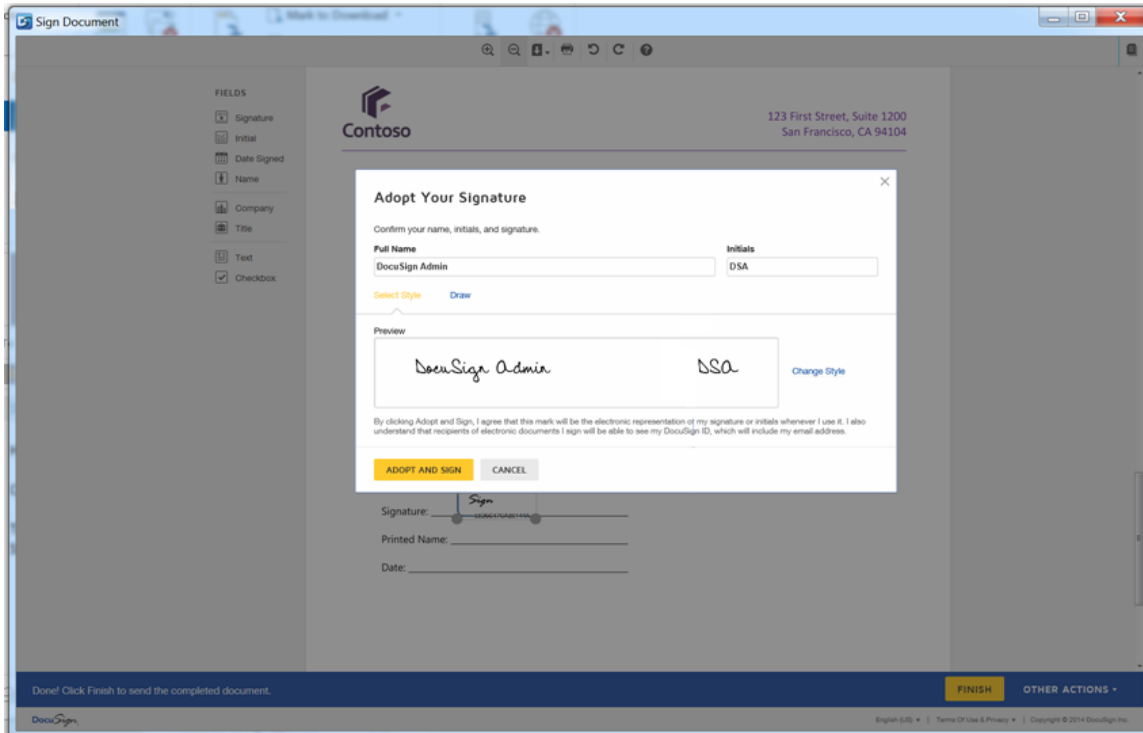 Sign Document
Mark to Download
FIELDS
Signature
Initial
Date Signed
Name
Company
Title
Text
Checkbox
Contoso
123 First Street, Suite 1200
San Francisco, CA 94104
Adopt Your Signature
Confirm your name, initials, and signature.
Full Name Initials
DocuSign Admin DSA
Select Style Draw
Preview
DocuSign Admin DSA
Change Style
By clicking Adopt and Sign, I agree that this mark will be the electronic representation of my signature or initials whenever I use it. I also
understand that recipients of electronic documents I sign will be able to see my DocuSign ID, which will include my email address.
ADOPT AND SIGN CANCEL
Sign
Signature:
Printed Name:
Date:
Done! Click Finish to send the completed document.
FINISH OTHER ACTIONS
DocuSign
English (US) | Terms Of Use & Privacy | Copyright © 2014 DocuSign Inc.